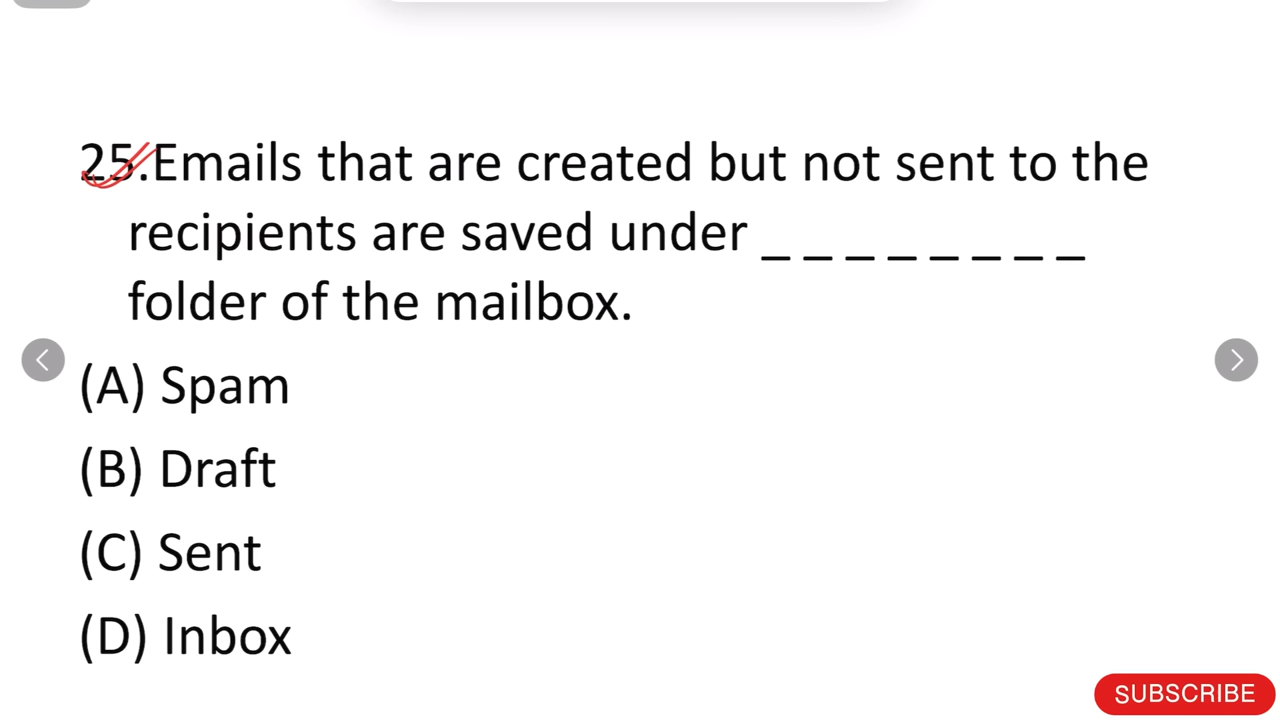 25.Emails that are created but not sent to the
recipients are saved under _ _ _ _ _ _ _ _
folder of the mailbox.
(A) Spam
(B) Draft
(C) Sent
(D) Inbox
SUBSCRIBE